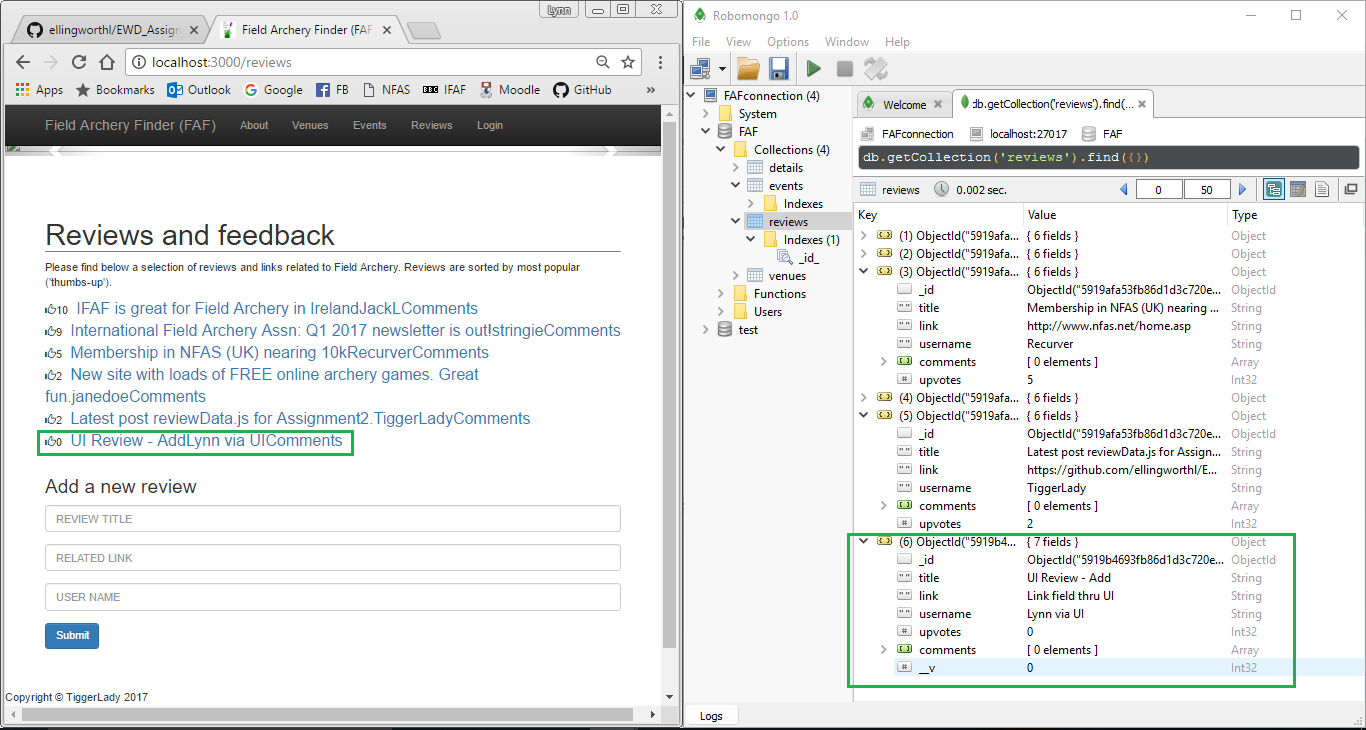 Lynn
ellingworthl/EWD_Assign
Field Archery Finder (FAF
localhost:3000/reviews
Apps Bookmarks Outlook Google FB NFAS IFAF Moodle GitHub »
Field Archery Finder (FAF) About Venues Events Reviews Login
Reviews and feedback
Please find below a selection of reviews and links related to Field Archery. Reviews are sorted by most popular
('thumbs-up').
10 IFAF is great for Field Archery in IrelandJackLComments
9 International Field Archery Assn: Q1 2017 newsletter is outIstringieComments
5 Membership in NFAS (UK) nearing 10kRecurverComments
2 New site with loads of FREE online archery games. Great
fun.janedoeComments
2 Latest post reviewData.js for Assignment2.TiggerLadyComments
0 UI Review - AddLynn via UIComments
Add a new review
REVIEW TITLE
RELATED LINK
USER NAME
Submit
Copyright © TiggerLady 2017
Robomongo 1.0
File View Options Window Help
FAFconnection (4)
System
FAF
Collections (4)
details
events
Indexes
reviews
Indexes (1)
_id_
venues
Functions
Users
test
Welcome
db.getCollection('reviews').find(...
FAFconnection localhost:27017 FAF
db.getCollection('reviews').find({})
reviews 0.002 sec. 0 50
Key Value Type
(1) ObjectId("5919afa... { 6 fields } Object
(2) ObjectId("5919afa... { 6 fields } Object
(3) ObjectId("5919afa... { 6 fields } Object
_id ObjectId("5919afa53fb86d1d3c720e... ObjectId
title Membership in NFAS (UK) nearing ... String
link http://www.nfas.net/home.asp String
username Recurver String
comments [ 0 elements ] Array
upvotes 5 Int32
(4) ObjectId("5919afa... { 6 fields } Object
(5) ObjectId("5919afa... { 6 fields } Object
_id ObjectId("5919afa53fb86d1d3c720e... ObjectId
title Latest post reviewData.js for Assign... String
link https://github.com/ellingworthl/E... String
username TiggerLady String
comments [ 0 elements ] Array
upvotes 2 Int32
(6) ObjectId("5919b4... { 7 fields } Object
_id ObjectId("5919b4693fb86d1d3c720e... ObjectId
title UI Review - Add String
link Link field thru UI String
username Lynn via UI String
upvotes 0 Int32
comments [ 0 elements ] Array
__v 0 Int32
Logs